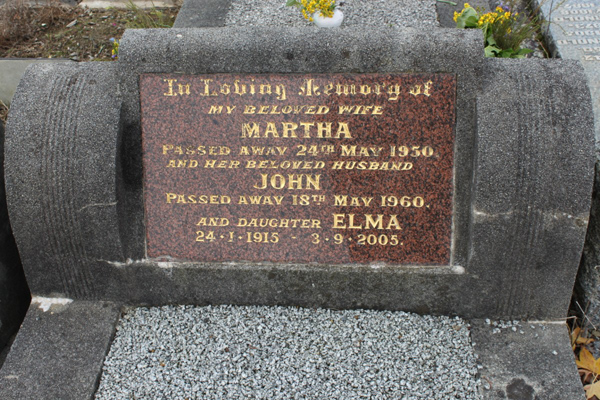 In Loving Memory of
MY BELOVED WIFE
MARTHA
PASSED AWAY 24TH MAY 1950.
AND HER BELOVED HUSBAND
JOHN
PASSED AWAY 18TH MAY 1960.
AND DAUGHTER ELMA
24·1·1915 - 3·9·2005.